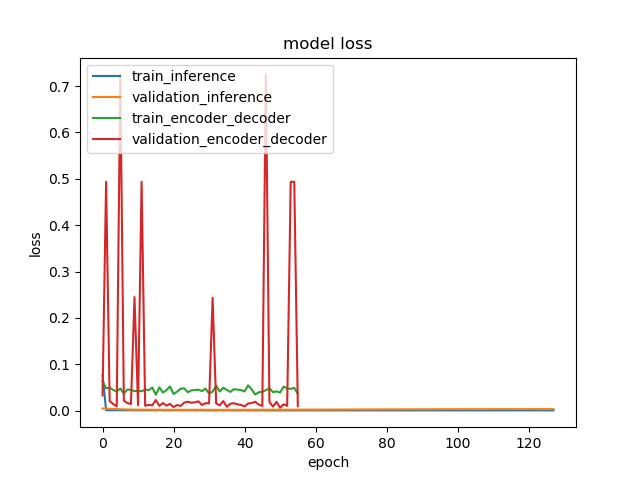 model loss
train_inference
validation_inference
train_encoder_decoder
validation_encoder_decoder
0.7
0.6
0.5
0.4
0.3
0.2
0.1
0.0
loss
0 20 40 60 80 100 120
epoch